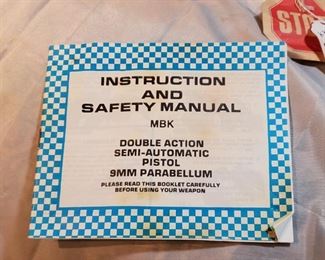 INSTRUCTION
AND
SAFETY MANUAL
MBK
DOUBLE ACTION
SEMI-AUTOMATIC
PISTOL
9MM PARABELLUM
PLEASE READ THIS BOOKLET CAREFULLY
BEFORE USING YOUR WEAPON